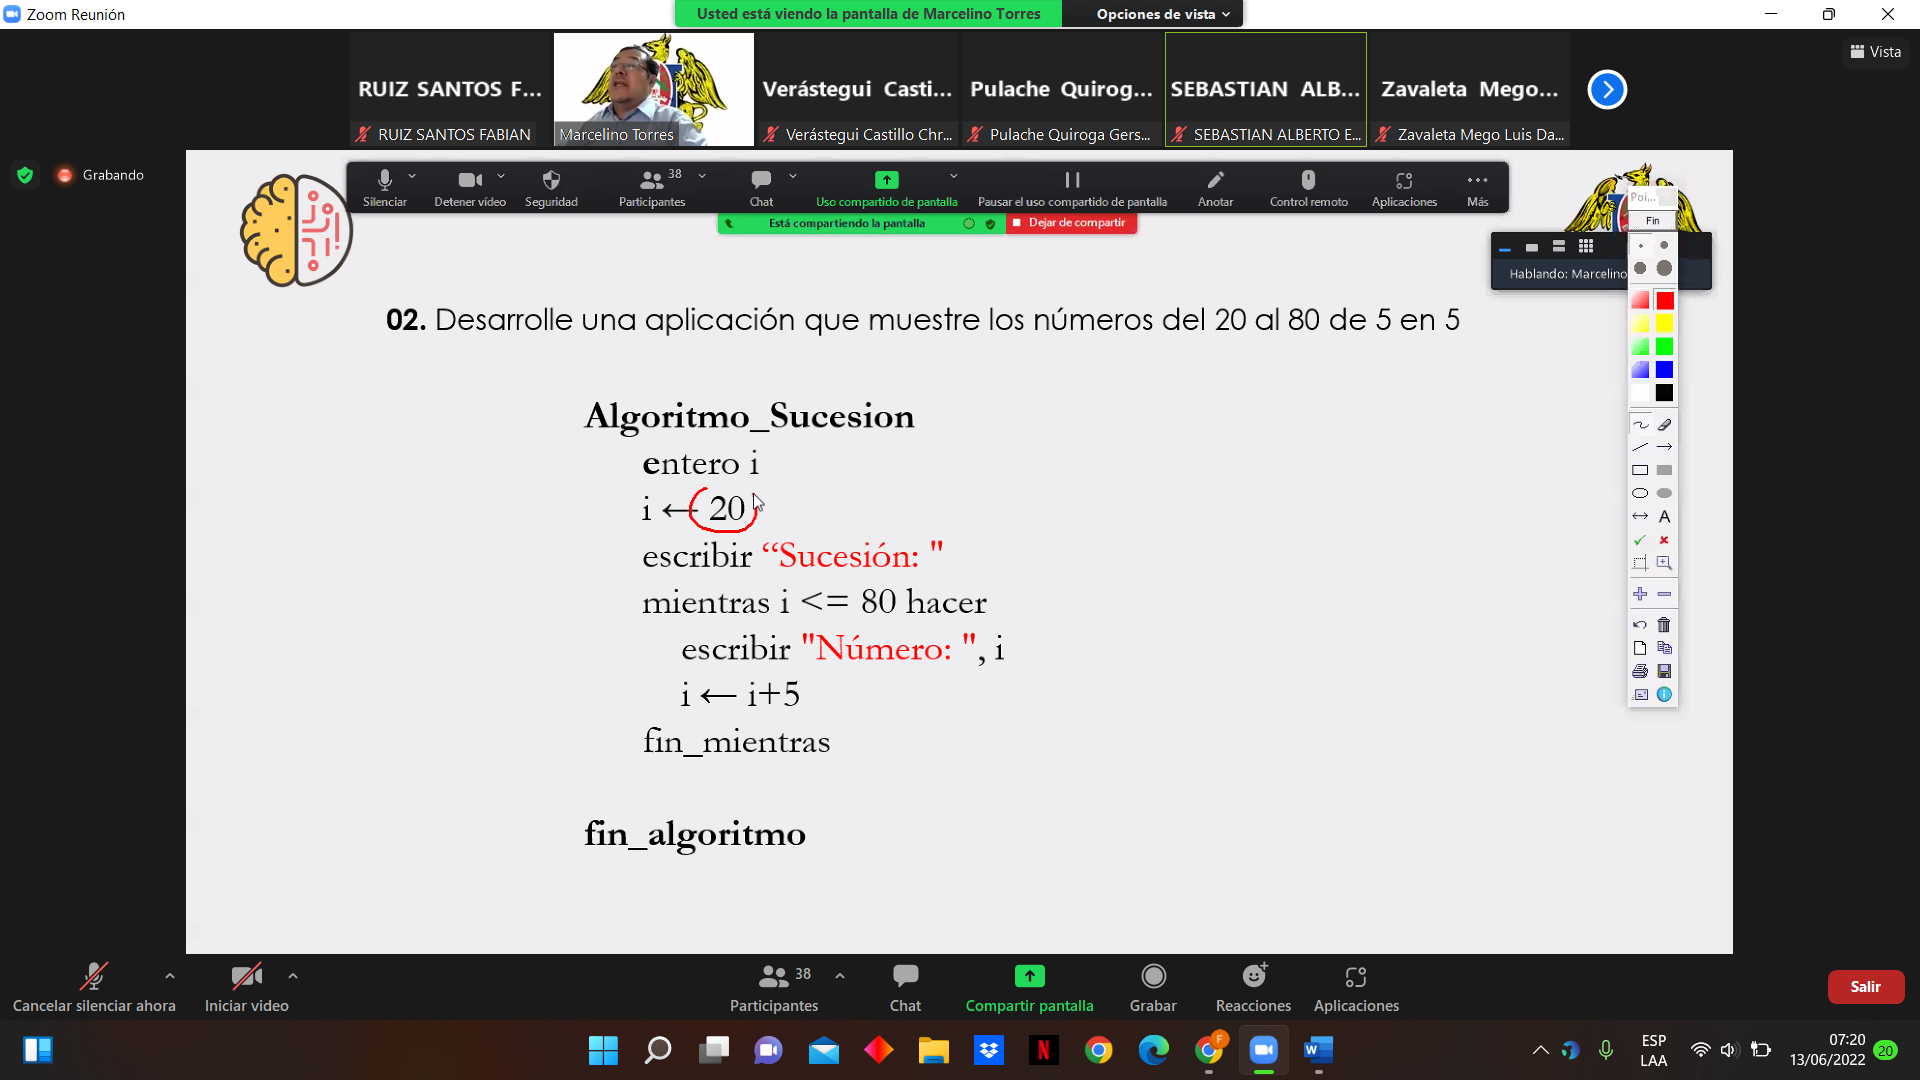 Zoom Reunión
Usted está viendo la pantalla de Marcelino Torres
Opciones de vista
Vista
RUIZ SANTOS F...
Verástegui Casti...
Pulache Quirog...
SEBASTIAN ALB...
Zavaleta Mego...
RUIZ SANTOS FABIAN
Marcelino Torres
Verástegui Castillo Chr...
Pulache Quiroga Gers...
SEBASTIAN ALBERTO E...
Zavaleta Mego Luis Da...
Grabando
38
Silenciar
Detener vídeo
Seguridad
Participantes
Chat
Uso compartido de pantalla
Pausar el uso compartido de pantalla
Anotar
Control remoto
Aplicaciones
Más
Está compartiendo la pantalla
Dejar de compartir
Poi...
Fin
Hablando: Marcelino
02. Desarrolle una aplicación que muestre los números del 20 al 80 de 5 en 5
Algoritmo_Sucesion
entero i
i ← 20
escribir “Sucesión: "
mientras i <= 80 hacer
escribir "Número: ", i
i ← i+5
fin_mientras
fin_algoritmo
A
Cancelar silenciar ahora
Iniciar video
38
Participantes
Chat
Compartir pantalla
Grabar
Reacciones
Aplicaciones
Salir
N
F
W
ESP
LAA
07:20
13/06/2022
20